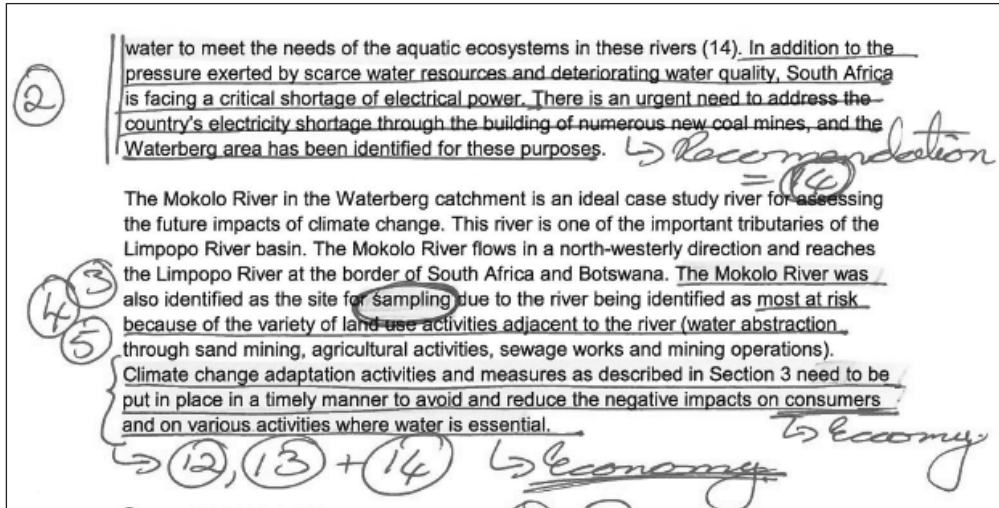 water to meet the needs of the aquatic ecosystems in these rivers (14). In addition to the
pressure exerted by scarce water resources and deteriorating water quality, South Africa
2
is facing a critical shortage of electrical power. There is an urgent need to address the
country's electricity shortage through the building of numerous new coal mines, and the
Waterberg area has been identified for these purposes. ↳ Recomendation
= 14
The Mokolo River in the Waterberg catchment is an ideal case study river for assessing
the future impacts of climate change. This river is one of the important tributaries of the
Limpopo River basin. The Mokolo River flows in a north-westerly direction and reaches
3 the Limpopo River at the border of South Africa and Botswana. The Mokolo River was
4 also identified as the site for sampling due to the river being identified as most at risk
because of the variety of land use activities adjacent to the river (water abstraction
5 through sand mining, agricultural activities, sewage works and mining operations).
Climate change adaptation activities and measures as described in Section 3 need to be
put in place in a timely manner to avoid and reduce the negative impacts on consumers
and on various activities where water is essential. ↳ Eccomy.
↳ 12, 13 + 14 ↳ Economy.